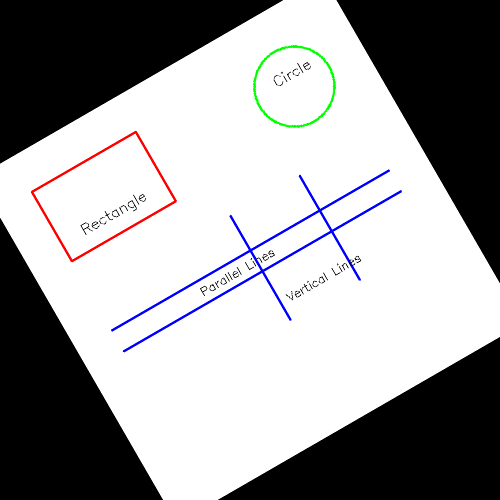 Circle
Rectangle
Parallel Lines
Vertical Lines